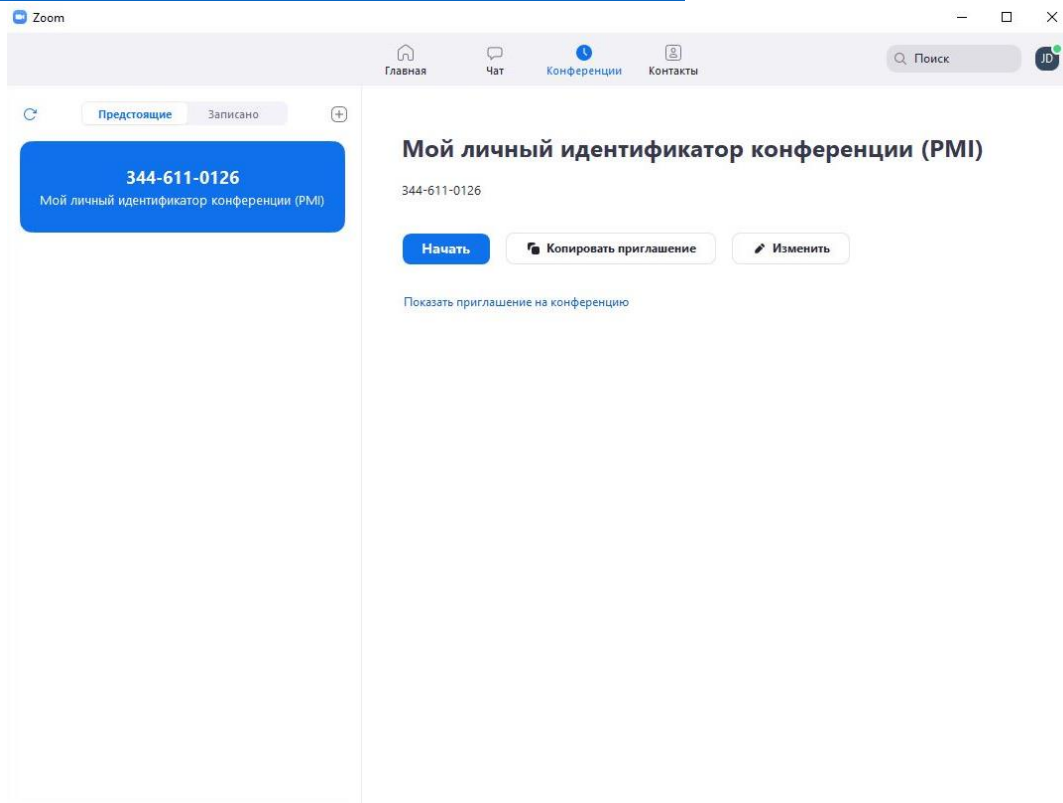 Zoom
Главная
Чат
Конференции
Контакты
Поиск
JD
Предстоящие
Записано
344-611-0126
Мой личный идентификатор конференции (PMI)
Мой личный идентификатор конференции (PMI)
344-611-0126
Начать
Копировать приглашение
Изменить
Показать приглашение на конференцию